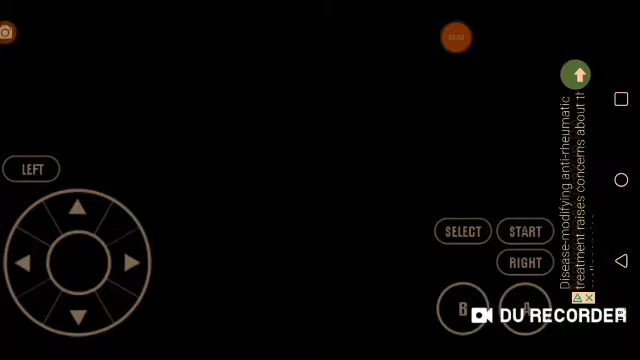 LEFT
SELECT
START
RIGHT
B
A
DU RECORDER
Disease-modifying anti-rheumatic
treatment raises concerns about